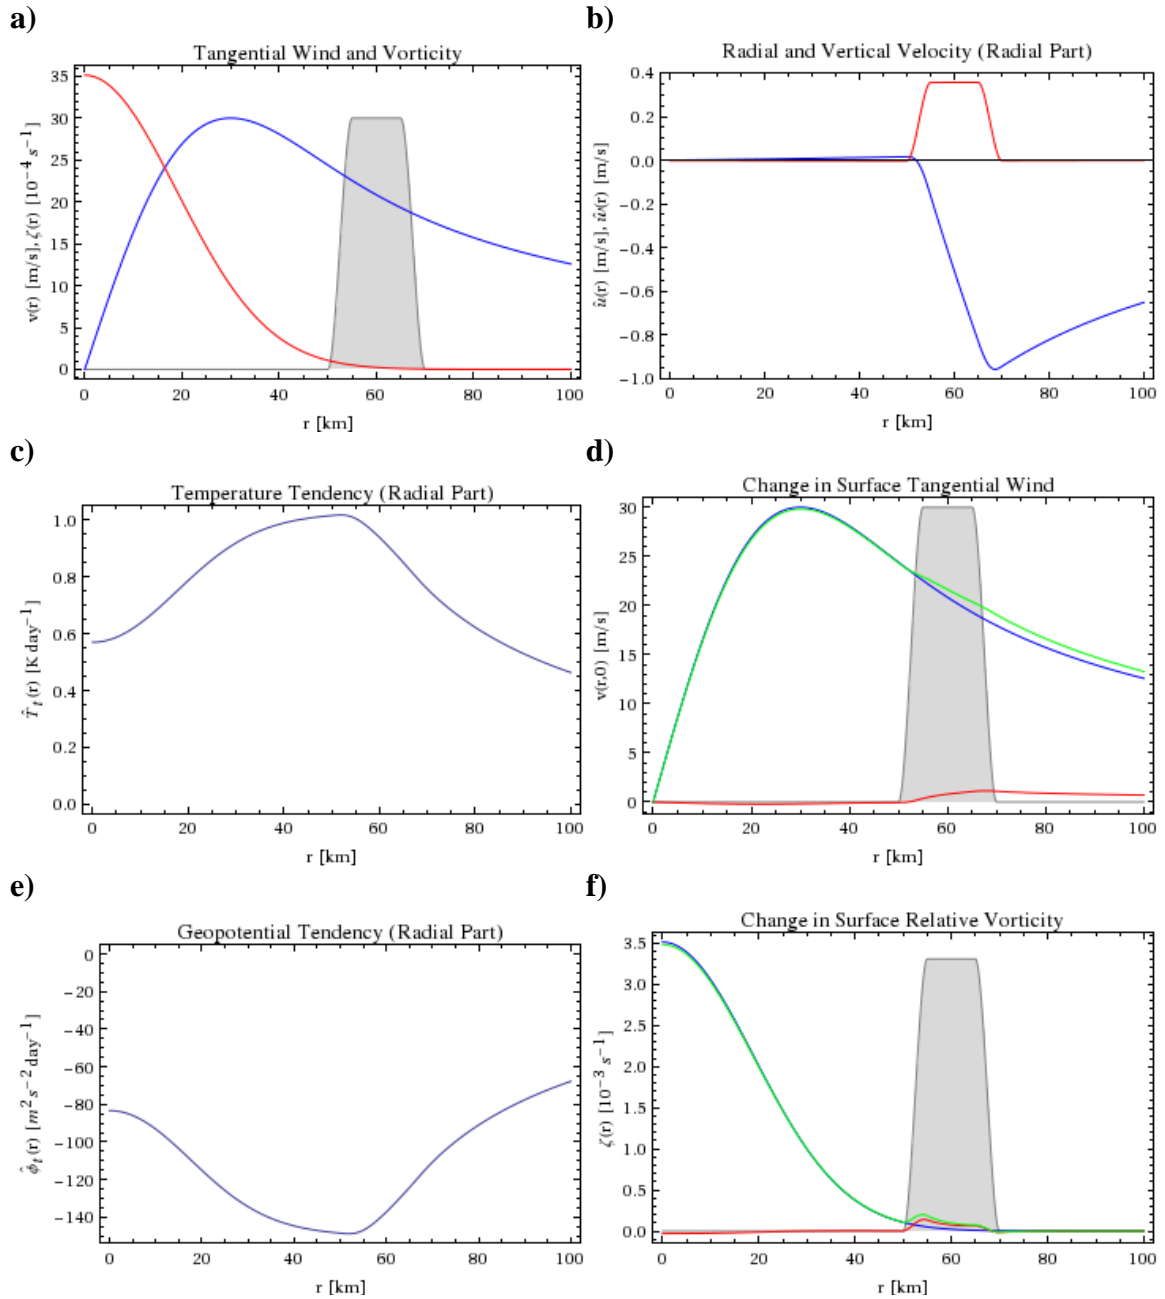 a)
Tangential Wind and Vorticity
v(r) [m/s], ζ(r) [10⁻⁴ s⁻¹]
35
30
25
20
15
10
5
0
0 20 40 60 80 100
r [km]
b)
Radial and Vertical Velocity (Radial Part)
û(r) [m/s], ŵ(r) [m/s]
0.4
0.2
0.0
−0.2
−0.4
−0.6
−0.8
−1.0
0 20 40 60 80 100
r [km]
c)
Temperature Tendency (Radial Part)
T̂ₜ(r) [K day⁻¹]
1.0
0.8
0.6
0.4
0.2
0.0
0 20 40 60 80 100
r [km]
d)
Change in Surface Tangential Wind
v(r,0) [m/s]
30
25
20
15
10
5
0
0 20 40 60 80 100
r [km]
e)
Geopotential Tendency (Radial Part)
ϕ̂ₜ(r) [m² s⁻² day⁻¹]
0
−20
−40
−60
−80
−100
−120
−140
0 20 40 60 80 100
r [km]
f)
Change in Surface Relative Vorticity
ζ(r) [10⁻³ s⁻¹]
3.5
3.0
2.5
2.0
1.5
1.0
0.5
0.0
0 20 40 60 80 100
r [km]